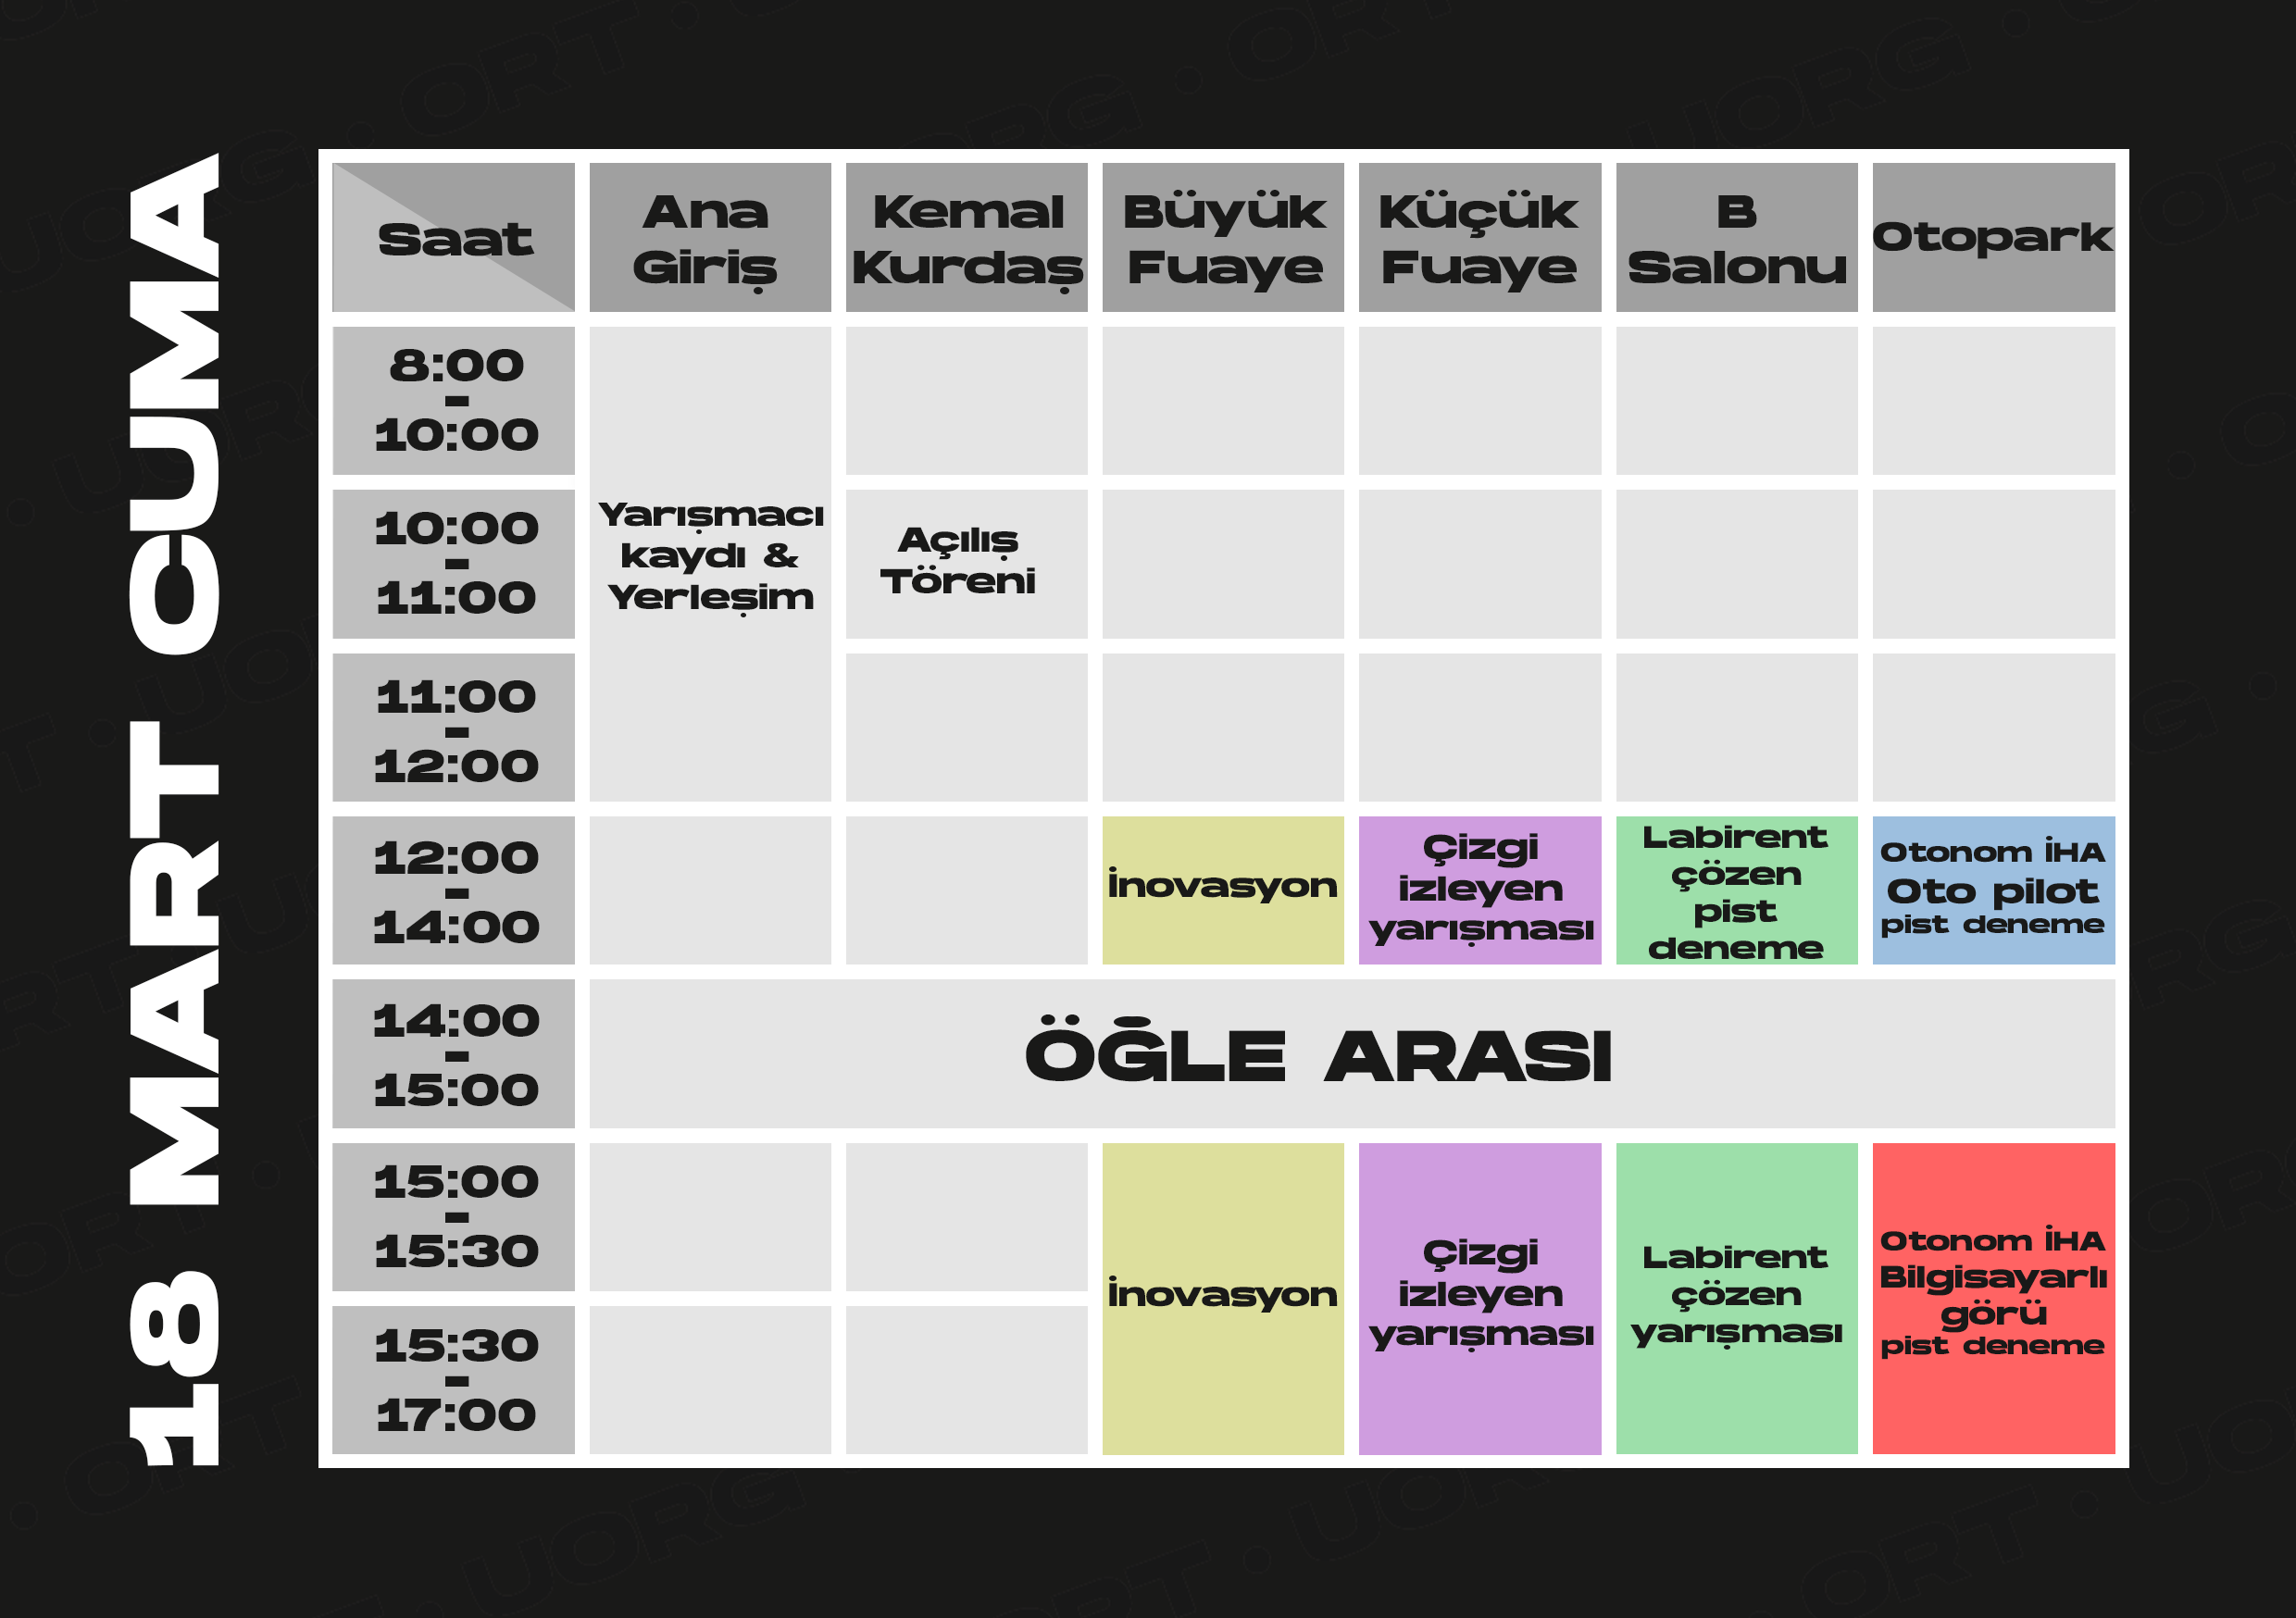 18 MART CUMA
Saat
Ana
Giriş
Kemal
Kurdaş
Büyük
Fuaye
Küçük
Fuaye
B
Salonu
Otopark
8:00
-
10:00
Yarışmacı
kaydı &
Yerleşim
10:00
-
11:00
Açılış
Töreni
11:00
-
12:00
12:00
-
14:00
İnovasyon
Çizgi
izleyen
yarışması
Labirent
çözen
pist
deneme
Otonom İHA
Oto pilot
pist deneme
14:00
-
15:00
ÖĞLE ARASI
15:00
-
15:30
İnovasyon
Çizgi
izleyen
yarışması
Labirent
çözen
yarışması
Otonom İHA
Bilgisayarlı
görü
pist deneme
15:30
-
17:00